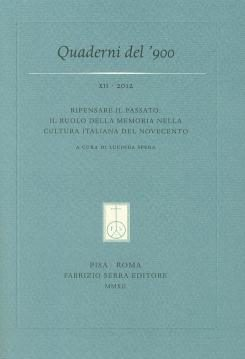 Quaderni del '900
XII · 2012
RIPENSARE IL PASSATO:
IL RUOLO DELLA MEMORIA NELLA
CULTURA ITALIANA DEL NOVECENTO
A CURA DI LUCINDA SPERA
PISA · ROMA
FABRIZIO SERRA EDITORE
MMXII